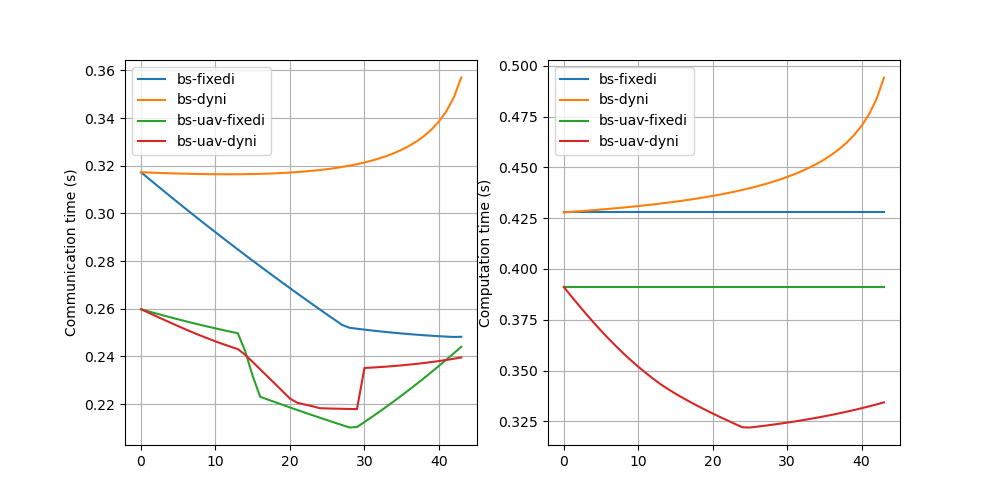 Communication time (s)
0.36
0.34
0.32
0.30
0.28
0.26
0.24
0.22
0
10
20
30
40
bs-fixedi
bs-dyni
bs-uav-fixedi
bs-uav-dyni
Computation time (s)
0.500
0.475
0.450
0.425
0.400
0.375
0.350
0.325
0
10
20
30
40
bs-fixedi
bs-dyni
bs-uav-fixedi
bs-uav-dyni